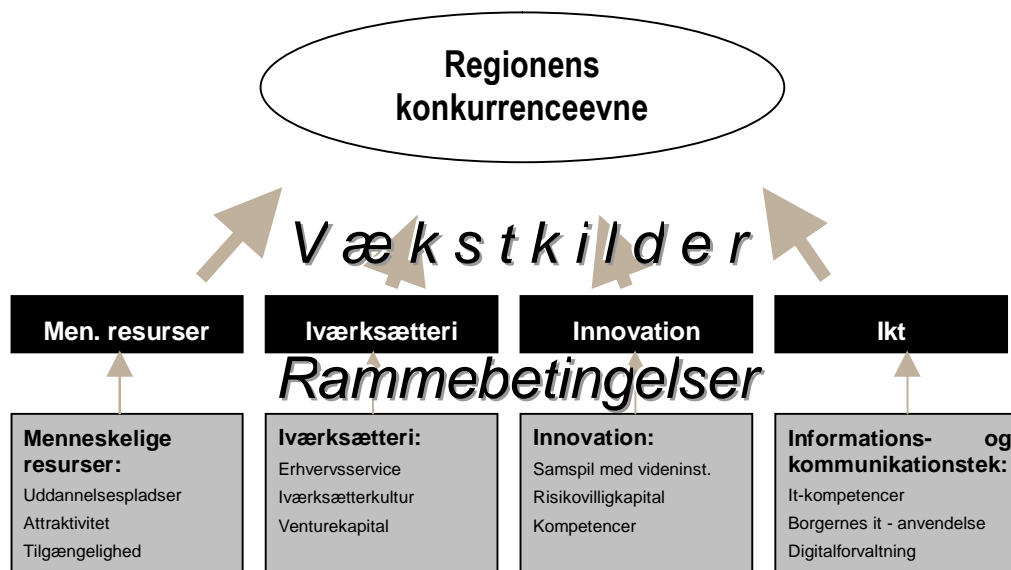 Regionens
konkurrenceevne
Vækstkilder
Men. resurser
Iværksætteri
Innovation
Ikt
Rammebetingelser
Menneskelige
resurser:
Uddannelsespladser
Attraktivitet
Tilgængelighed
Iværksætteri:
Erhvervsservice
Iværksætterkultur
Venturekapital
Innovation:
Samspil med videninst.
Risikovilligkapital
Kompetencer
Informations- og
kommunikationstek:
It-kompetencer
Borgernes it - anvendelse
Digitalforvaltning